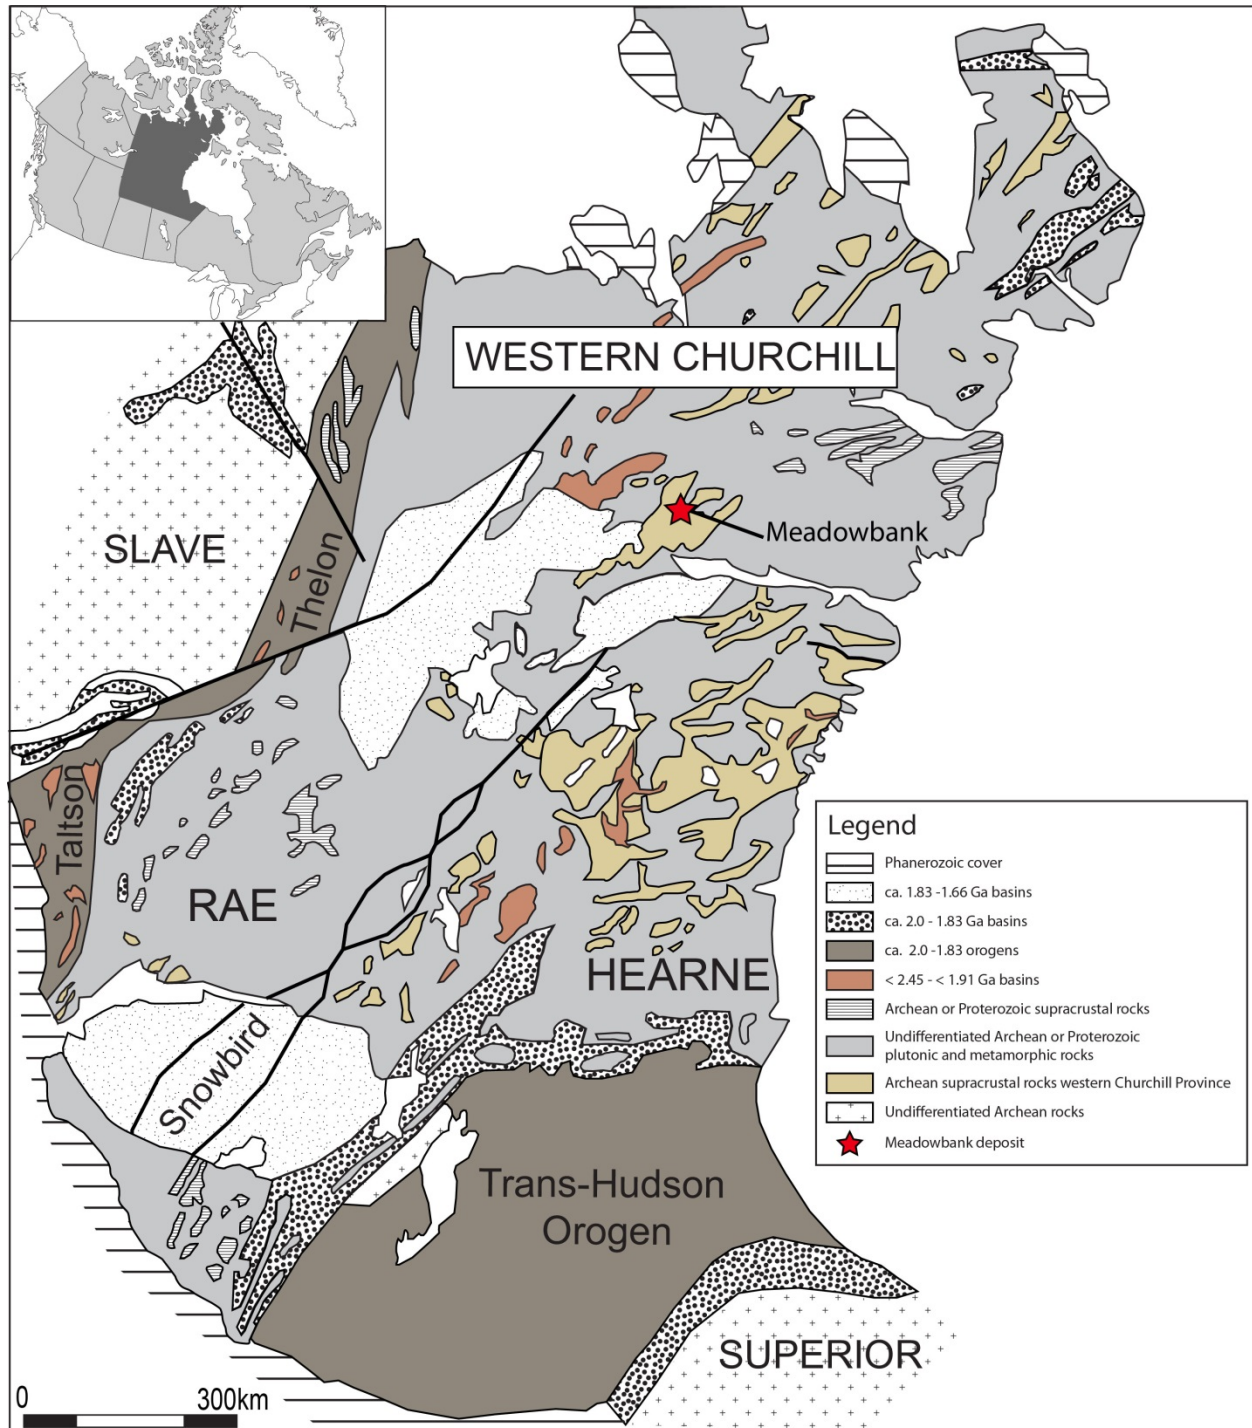 WESTERN CHURCHILL
SLAVE
Thelon
Meadowbank
Taltson
RAE
HEARNE
Snowbird
Trans-Hudson
Orogen
SUPERIOR
0 300km
Legend
Phanerozoic cover
ca. 1.83 -1.66 Ga basins
ca. 2.0 - 1.83 Ga basins
ca. 2.0 -1.83 orogens
< 2.45 - < 1.91 Ga basins
Archean or Proterozoic supracrustal rocks
Undifferentiated Archean or Proterozoic
plutonic and metamorphic rocks
Archean supracrustal rocks western Churchill Province
Undifferentiated Archean rocks
Meadowbank deposit